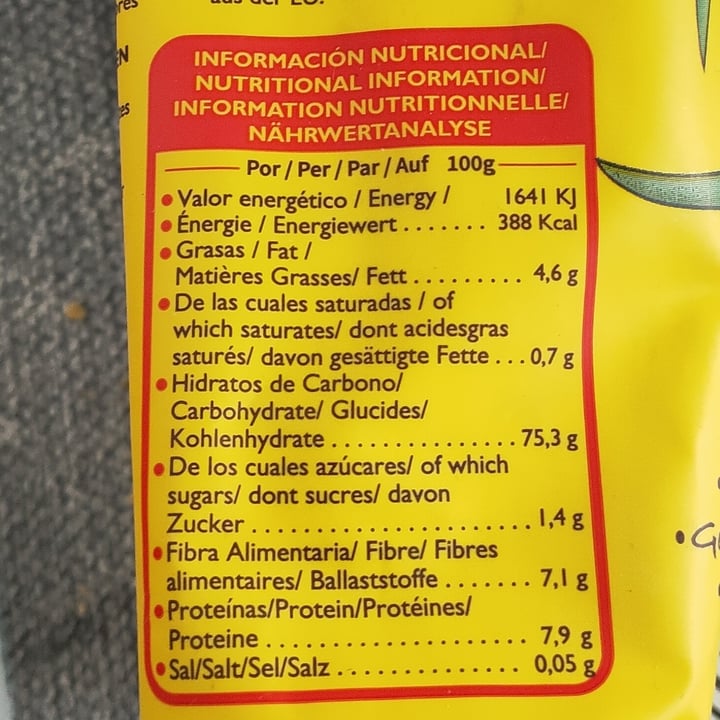 INFORMACIÓN NUTRICIONAL/
NUTRITIONAL INFORMATION/
INFORMATION NUTRITIONNELLE/
NÄHRWERTANALYSE
Por / Per / Par / Auf 100g
• Valor energético / Energy / 1641 KJ
• Énergie / Energiewert ....... 388 Kcal
• Grasas / Fat /
Matières Grasses/ Fett ......... 4,6 g
• De las cuales saturadas / of
which saturates/ dont acidesgras
saturés/ davon gesättigte Fette ... 0,7 g
• Hidratos de Carbono/
Carbohydrate/ Glucides/
Kohlenhydrate ................ 75,3 g
• De los cuales azúcares/ of which
sugars/ dont sucres/ davon
Zucker ....................... 1,4 g
• Fibra Alimentaria/ Fibre/ Fibres
alimentaires/ Ballaststoffe ....... 7,1 g
• Proteínas/Protein/Protéines/
Proteine ...................... 7,9 g
• Sal/Salt/Sel/Salz ............... 0,05 g